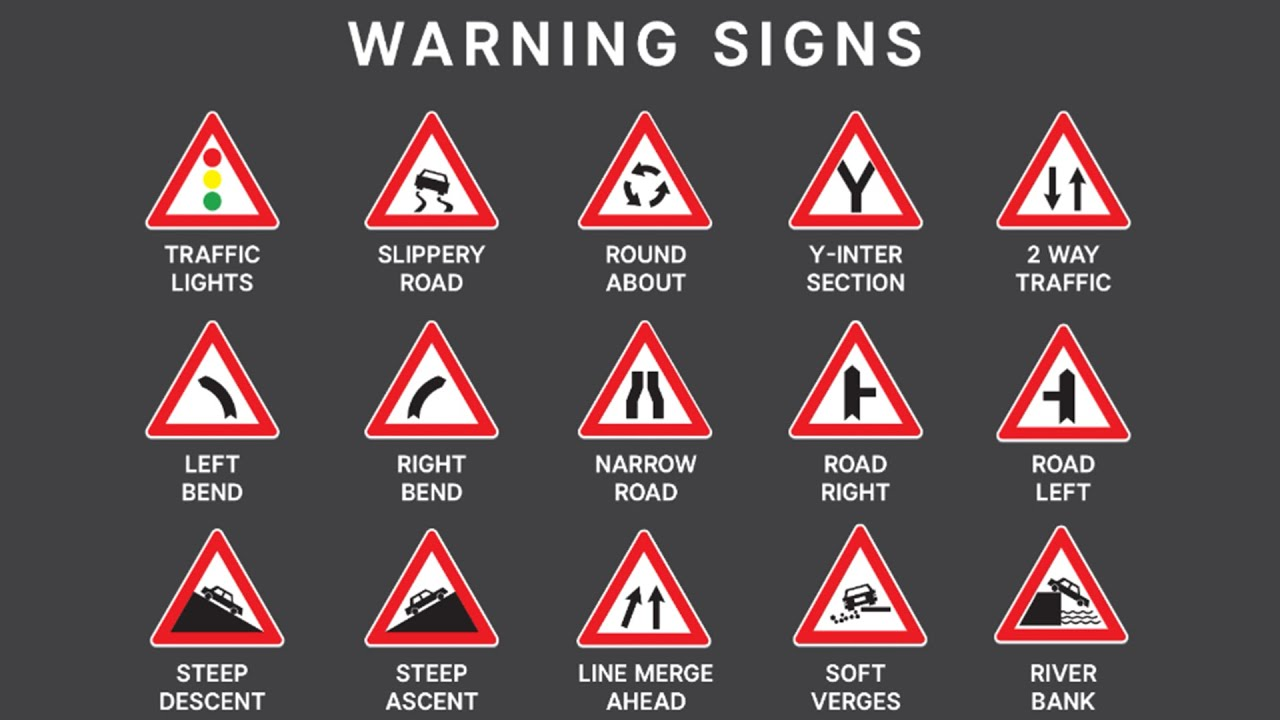 WARNING SIGNS
TRAFFIC
LIGHTS
SLIPPERY
ROAD
ROUND
ABOUT
Y-INTER
SECTION
2 WAY
TRAFFIC
LEFT
BEND
RIGHT
BEND
NARROW
ROAD
ROAD
RIGHT
ROAD
LEFT
STEEP
DESCENT
STEEP
ASCENT
LINE MERGE
AHEAD
SOFT
VERGES
RIVER
BANK